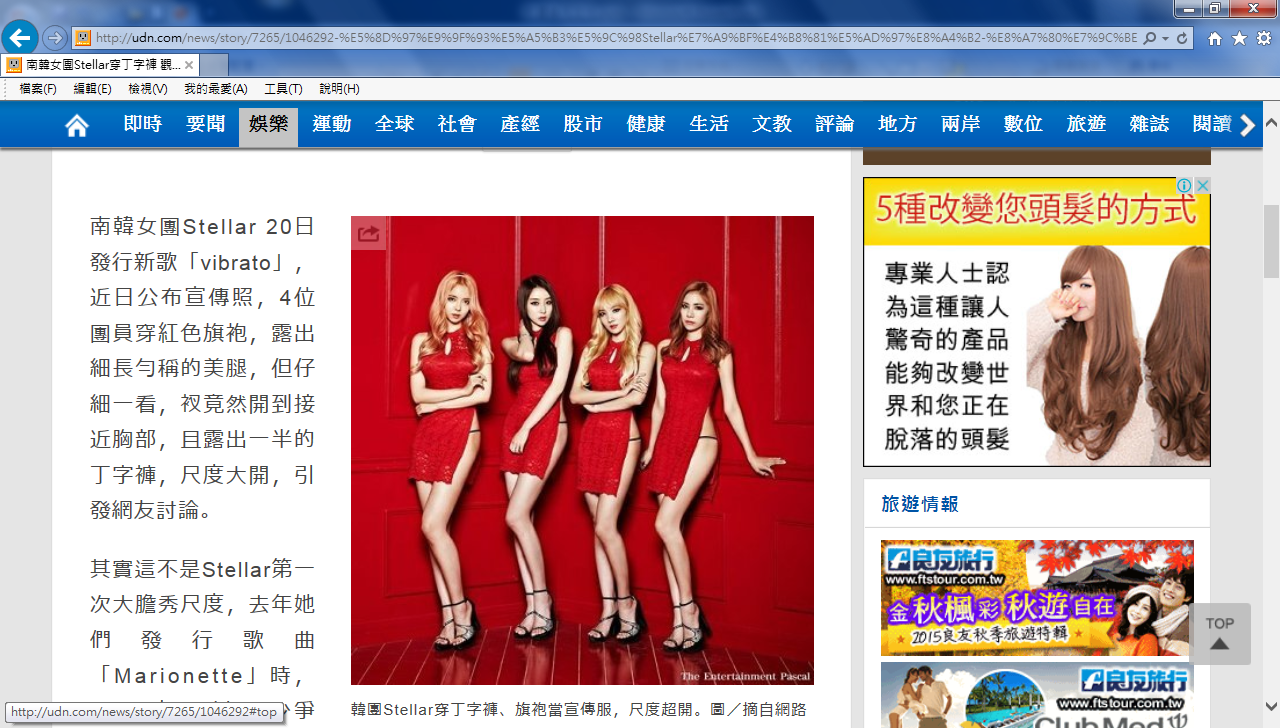 http://udn.com/news/story/7265/1046292-%E5%8D%97%E9%9F%93%E5%A5%B3%E5%9C%98Stellar%E7%A9%BF%E4%B8%81%E5%AD%97%E8%A4%B2-%E8%A7%80%E7%9C%BE
南韓女團Stellar穿丁字褲 觀...
檔案(F) 編輯(E) 檢視(V) 我的最愛(A) 工具(T) 說明(H)
即時 要聞 娛樂 運動 全球 社會 產經 股市 健康 生活 文教 評論 地方 兩岸 數位 旅遊 雜誌 閱讀
南韓女團Stellar 20日
發行新歌「vibrato」，
近日公布宣傳照，4位
團員穿紅色旗袍，露出
細長勻稱的美腿，但仔
細一看，衩竟然開到接
近胸部，且露出一半的
丁字褲，尺度大開，引
發網友討論。
其實這不是Stellar第一
次大膽秀尺度，去年她
們發行歌曲
「Marionette」時，
The Entertainment Pascal
韓國Stellar穿丁字褲、旗袍當宣傳服，尺度超開。圖／摘自網路
5種改變您頭髮的方式
專業人士認
為這種讓人
驚奇的產品
能夠改變世
界和您正在
脫落的頭髮
旅遊情報
良友旅行
www.ftstour.com.tw
金秋楓彩 秋遊自在
2015良友秋季旅遊特輯
TOP
良友旅行
www.ftstour.com.tw
Club Med
http://udn.com/news/story/7265/1046292#top